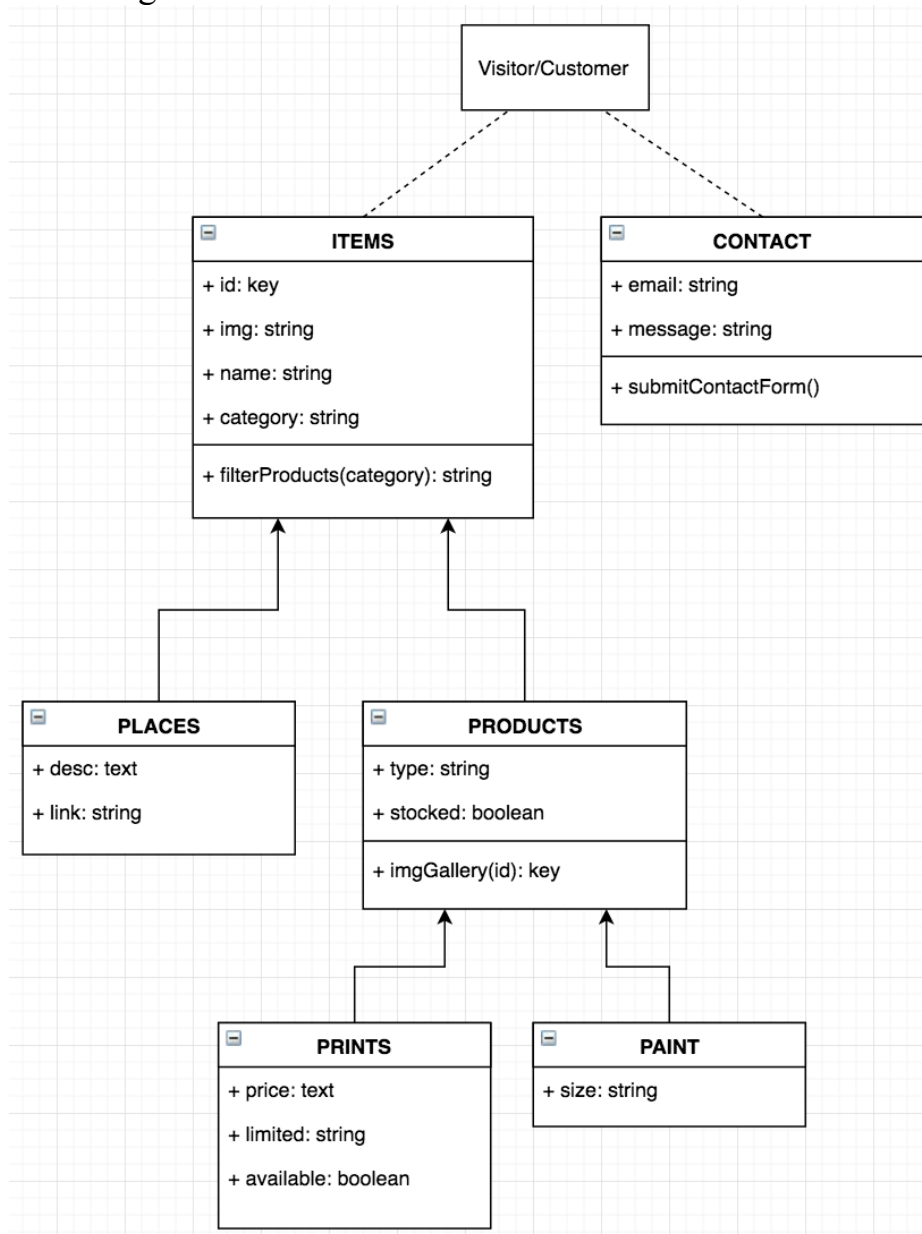 Visitor/Customer
ITEMS
+ id: key
+ img: string
+ name: string
+ category: string
+ filterProducts(category): string
CONTACT
+ email: string
+ message: string
+ submitContactForm()
PLACES
+ desc: text
+ link: string
PRODUCTS
+ type: string
+ stocked: boolean
+ imgGallery(id): key
PRINTS
+ price: text
+ limited: string
+ available: boolean
PAINT
+ size: string